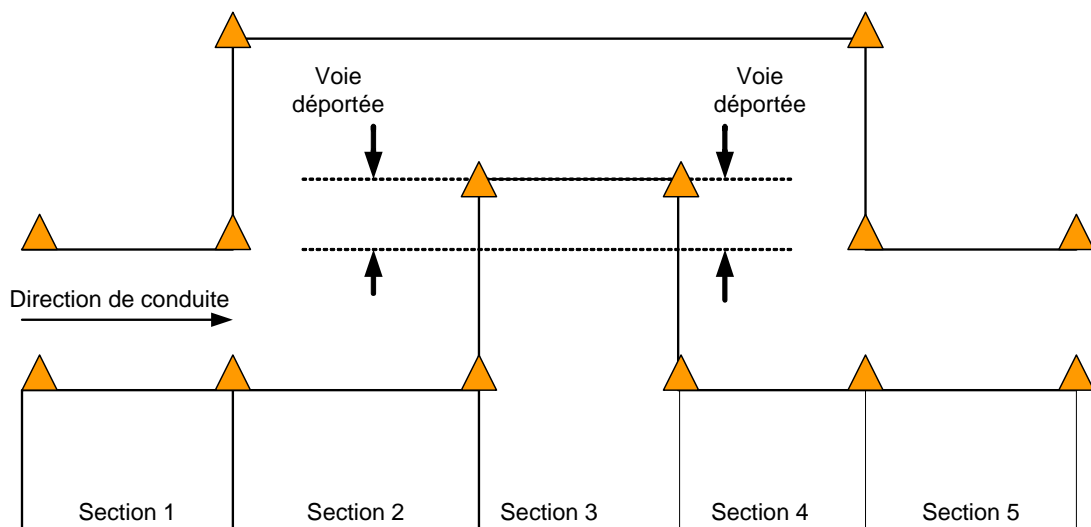 Voie
déportée
Voie
déportée
Direction de conduite
Section 1
Section 2
Section 3
Section 4
Section 5